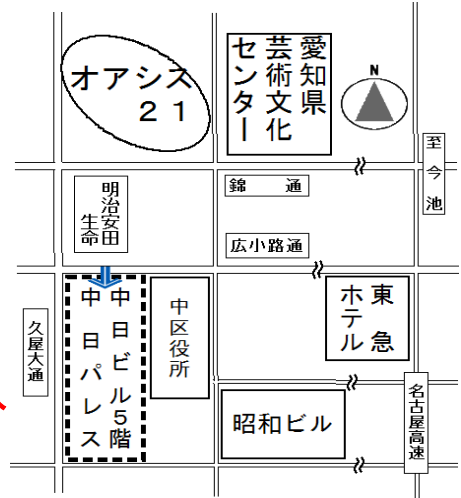 オアシス
２１
愛知県
芸術文化
センター
N
至今池
明治安田
生命
錦通
広小路通
中日ビル5階
中日パレス
中区役所
東急
ホテル
久屋大通
昭和ビル
名古屋高速